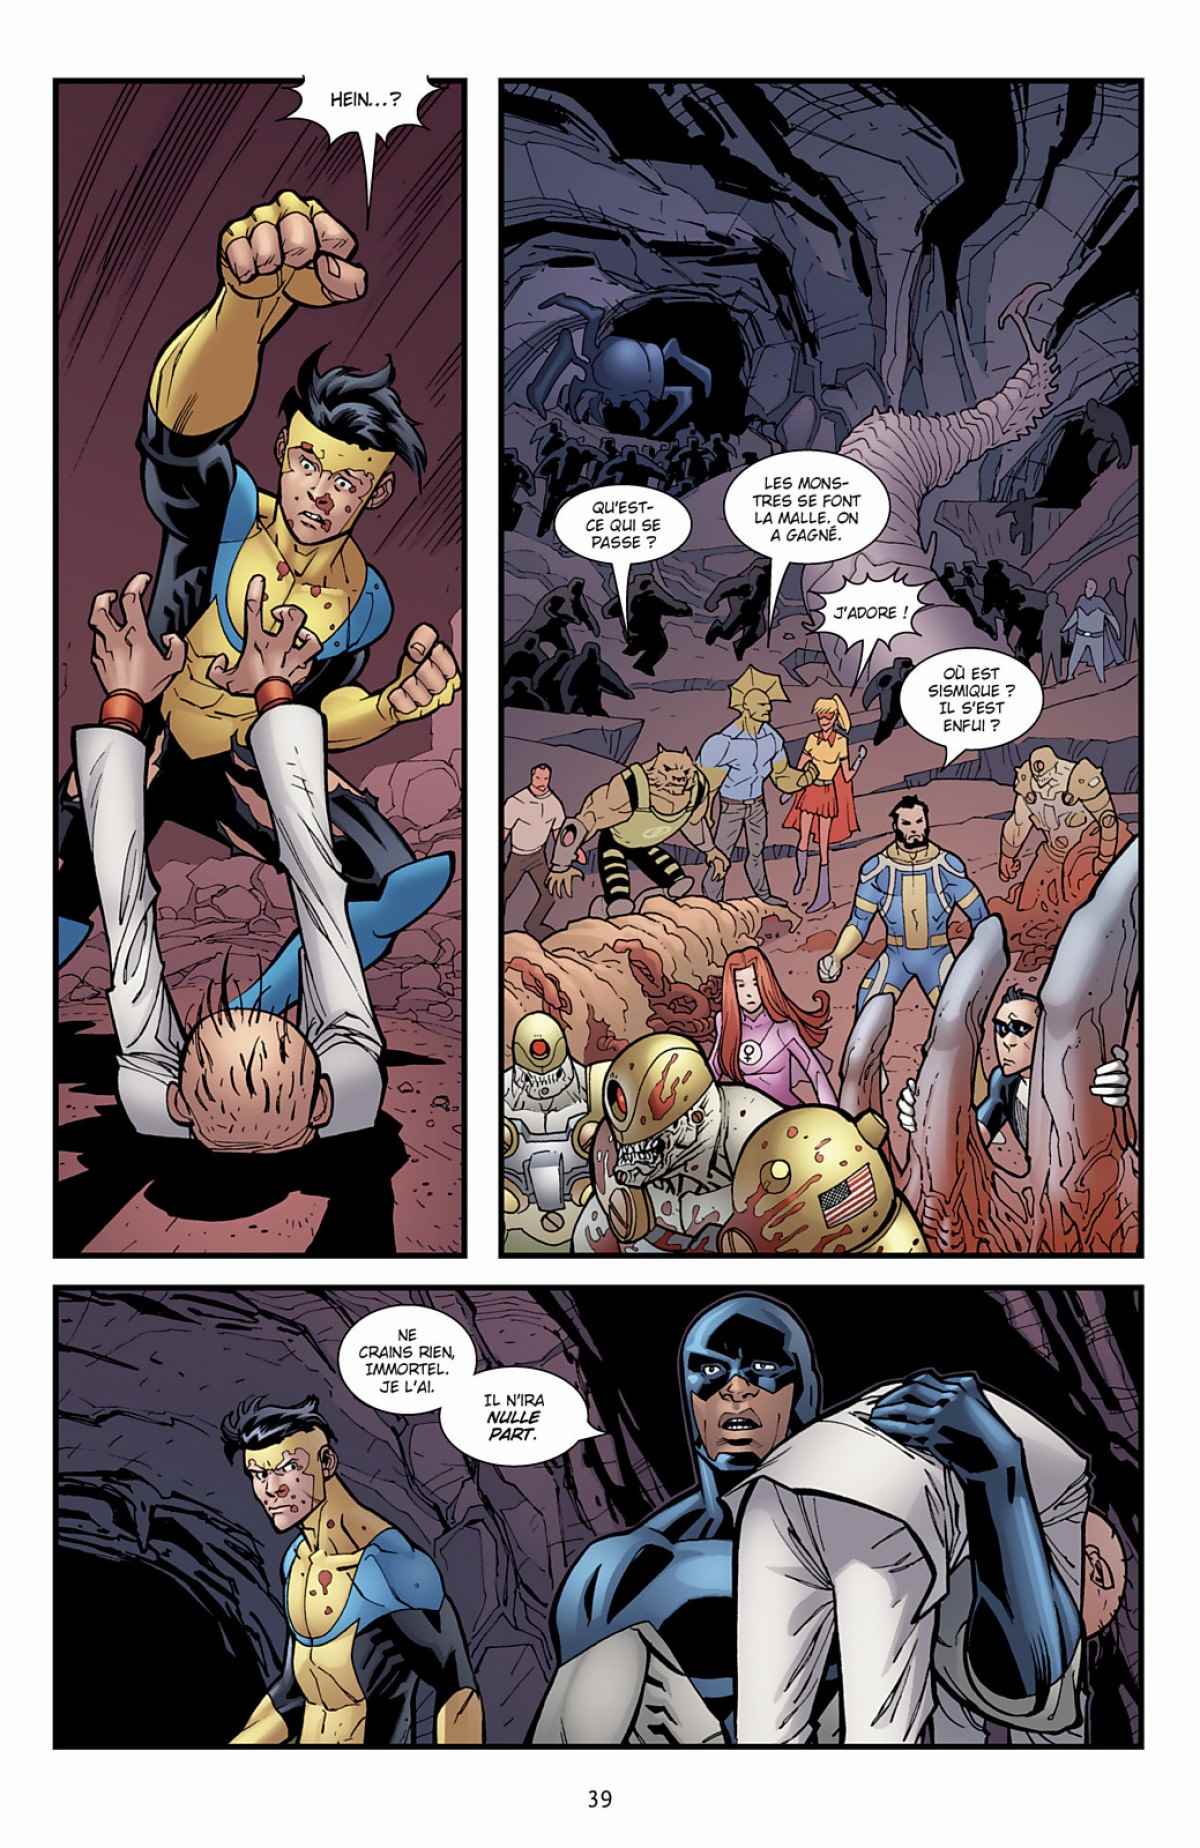 HEIN...?
QU'EST-
CE QUI SE
PASSE ?
LES MONS-
TRES SE FONT
LA MALLE. ON
A GAGNÉ.
J'ADORE !
OÙ EST
SISMIQUE ?
IL S'EST
ENFUI ?
NE
CRAINS RIEN,
IMMORTEL.
JE L'AI.
IL N'IRA
NULLE
PART.
39